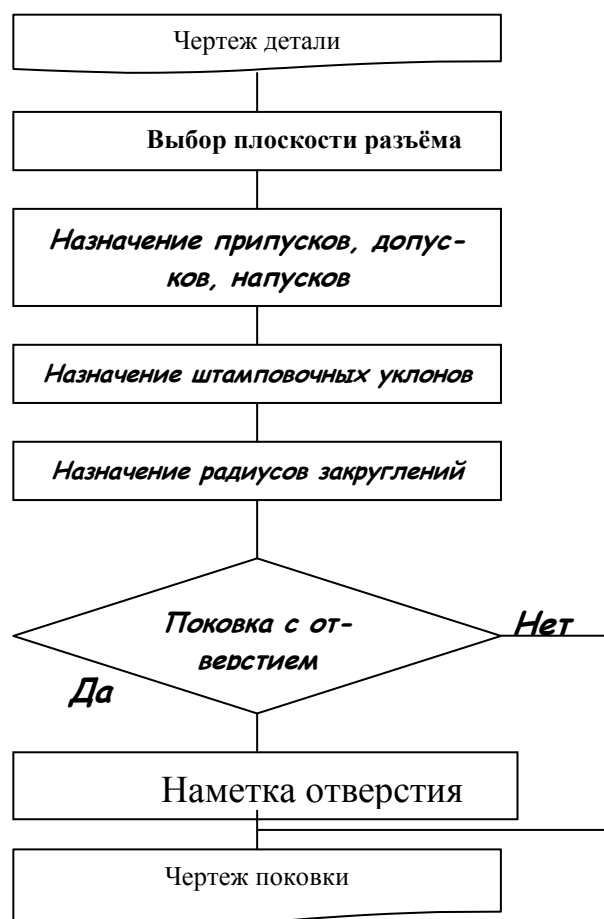 Чертеж детали
Выбор плоскости разъёма
Назначение припусков, допус-
ков, напусков
Назначение штамповочных уклонов
Назначение радиусов закруглений
Поковка с от-
верстием
Нет
Да
Наметка отверстия
Чертеж поковки